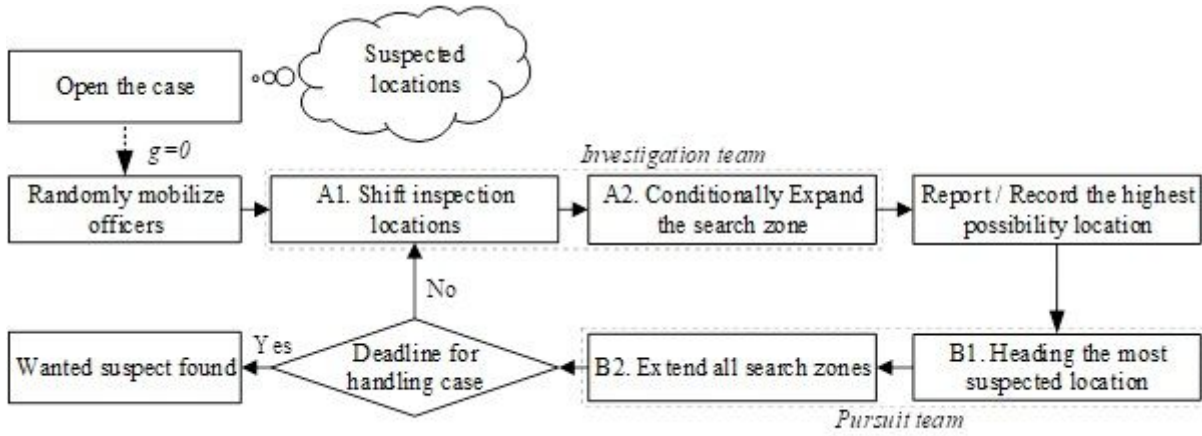 Open the case
Suspected
locations
g=0
Investigation team
Randomly mobilize
officers
A1. Shift inspection
locations
A2. Conditionally Expand
the search zone
Report / Record the highest
possibility location
No
Wanted suspect found
Yes
Deadline for
handling case
B2. Extend all search zones
B1. Heading the most
suspected location
Pursuit team